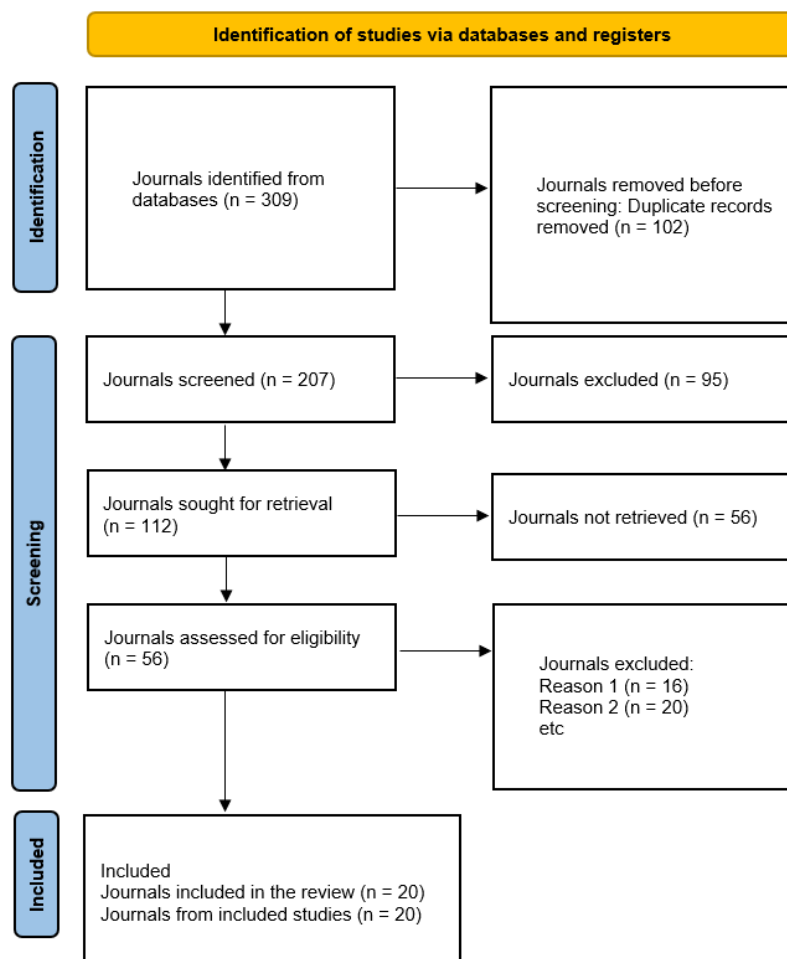 Identification of studies via databases and registers
Identification
Journals identified from
databases (n = 309)
Journals removed before
screening: Duplicate records
removed (n = 102)
Screening
Journals screened (n = 207)
Journals excluded (n = 95)
Journals sought for retrieval
(n = 112)
Journals not retrieved (n = 56)
Journals assessed for eligibility
(n = 56)
Journals excluded:
Reason 1 (n = 16)
Reason 2 (n = 20)
etc
Included
Included
Journals included in the review (n = 20)
Journals from included studies (n = 20)